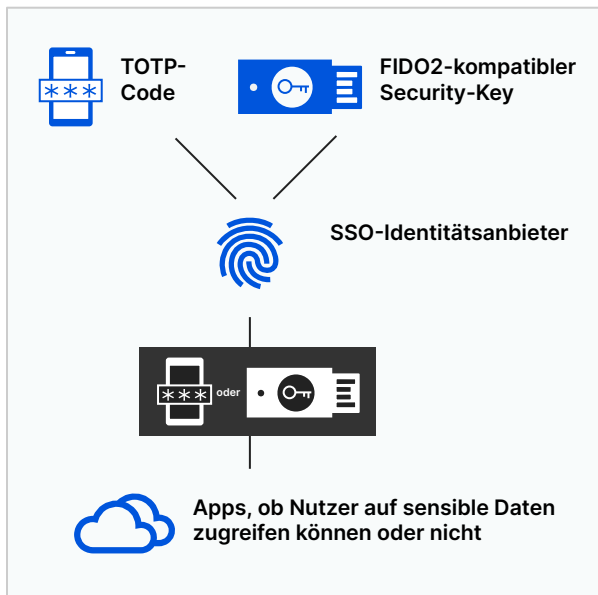 TOTP-
Code
FIDO2-kompatibler
Security-Key
***
SSO-Identitätsanbieter
***
oder
Apps, ob Nutzer auf sensible Daten
zugreifen können oder nicht